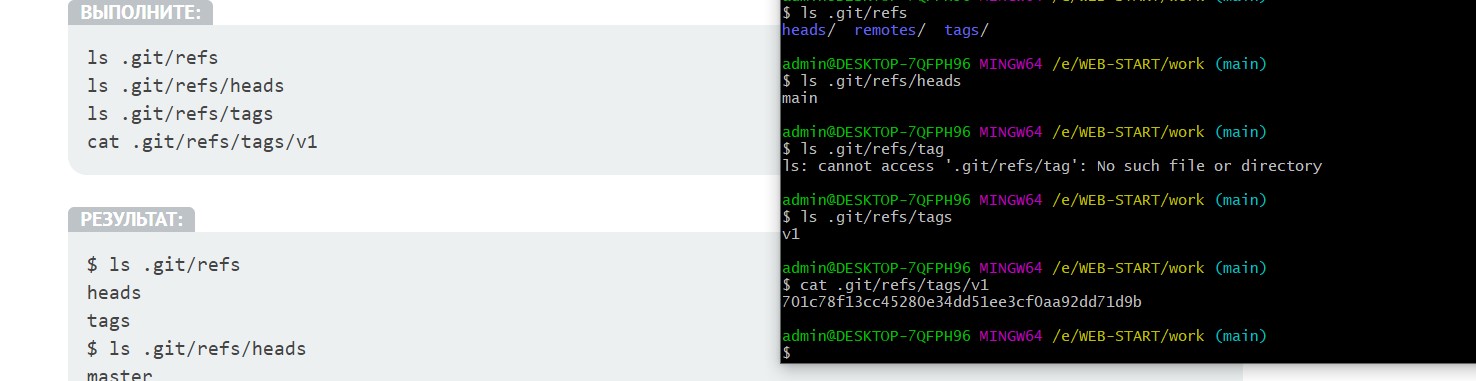 ВЫПОЛНИТЕ:
ls .git/refs
ls .git/refs/heads
ls .git/refs/tags
cat .git/refs/tags/v1
РЕЗУЛЬТАТ:
$ ls .git/refs
heads
tags
$ ls .git/refs/heads
master
$ ls .git/refs
heads/  remotes/  tags/
admin@DESKTOP-7QFPH96 MINGW64 /e/WEB-START/work (main)
$ ls .git/refs/heads
main
admin@DESKTOP-7QFPH96 MINGW64 /e/WEB-START/work (main)
$ ls .git/refs/tag
ls: cannot access '.git/refs/tag': No such file or directory
admin@DESKTOP-7QFPH96 MINGW64 /e/WEB-START/work (main)
$ ls .git/refs/tags
v1
admin@DESKTOP-7QFPH96 MINGW64 /e/WEB-START/work (main)
$ cat .git/refs/tags/v1
701c78f13cc45280e34dd51ee3cf0aa92dd71d9b
admin@DESKTOP-7QFPH96 MINGW64 /e/WEB-START/work (main)
$